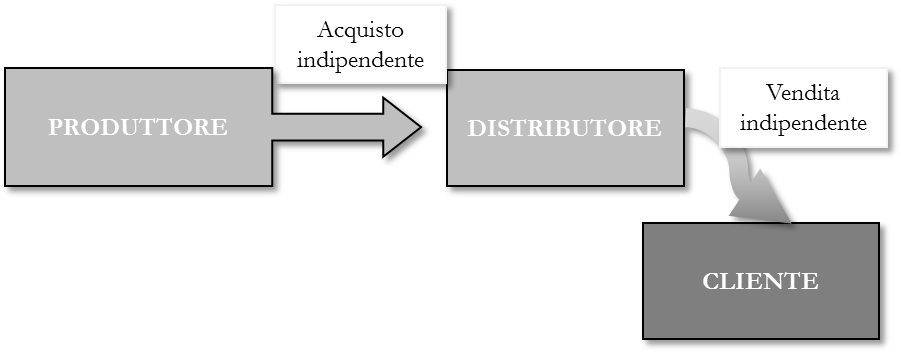 Acquisto
indipendente
PRODUTTORE
DISTRIBUTORE
Vendita
indipendente
CLIENTE